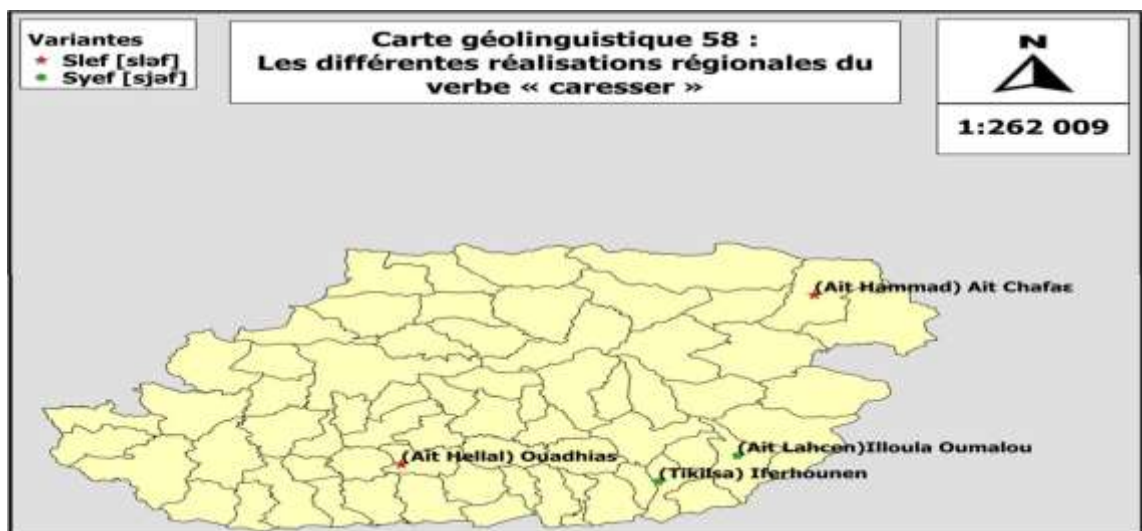 Variantes
Slef [sləf]
Syef [sjəf]
Carte géolinguistique 58 :
Les différentes réalisations régionales du
verbe « caresser »
N
1:262 009
(Ait Hammad) Ait Chafaɛ
(Ait Lahcen)Illoula Oumalou
(Aït Hellal) Ouadhias
(Tikilsa) Iferhounen